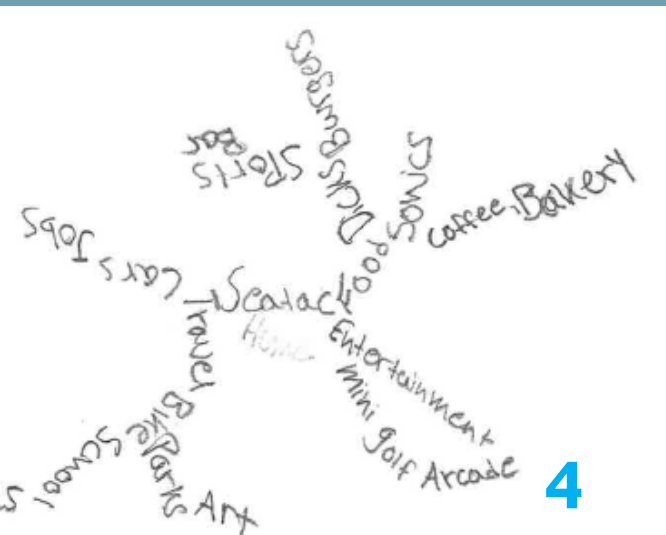 Seatac
Home
Food
Dicks Burgers
Sports
Bar
Sonics
Coffee, Bakery
Entertainment
Mini golf Arcade
Travel
Cars
Jobs
Bike
School
Parks
Art
4